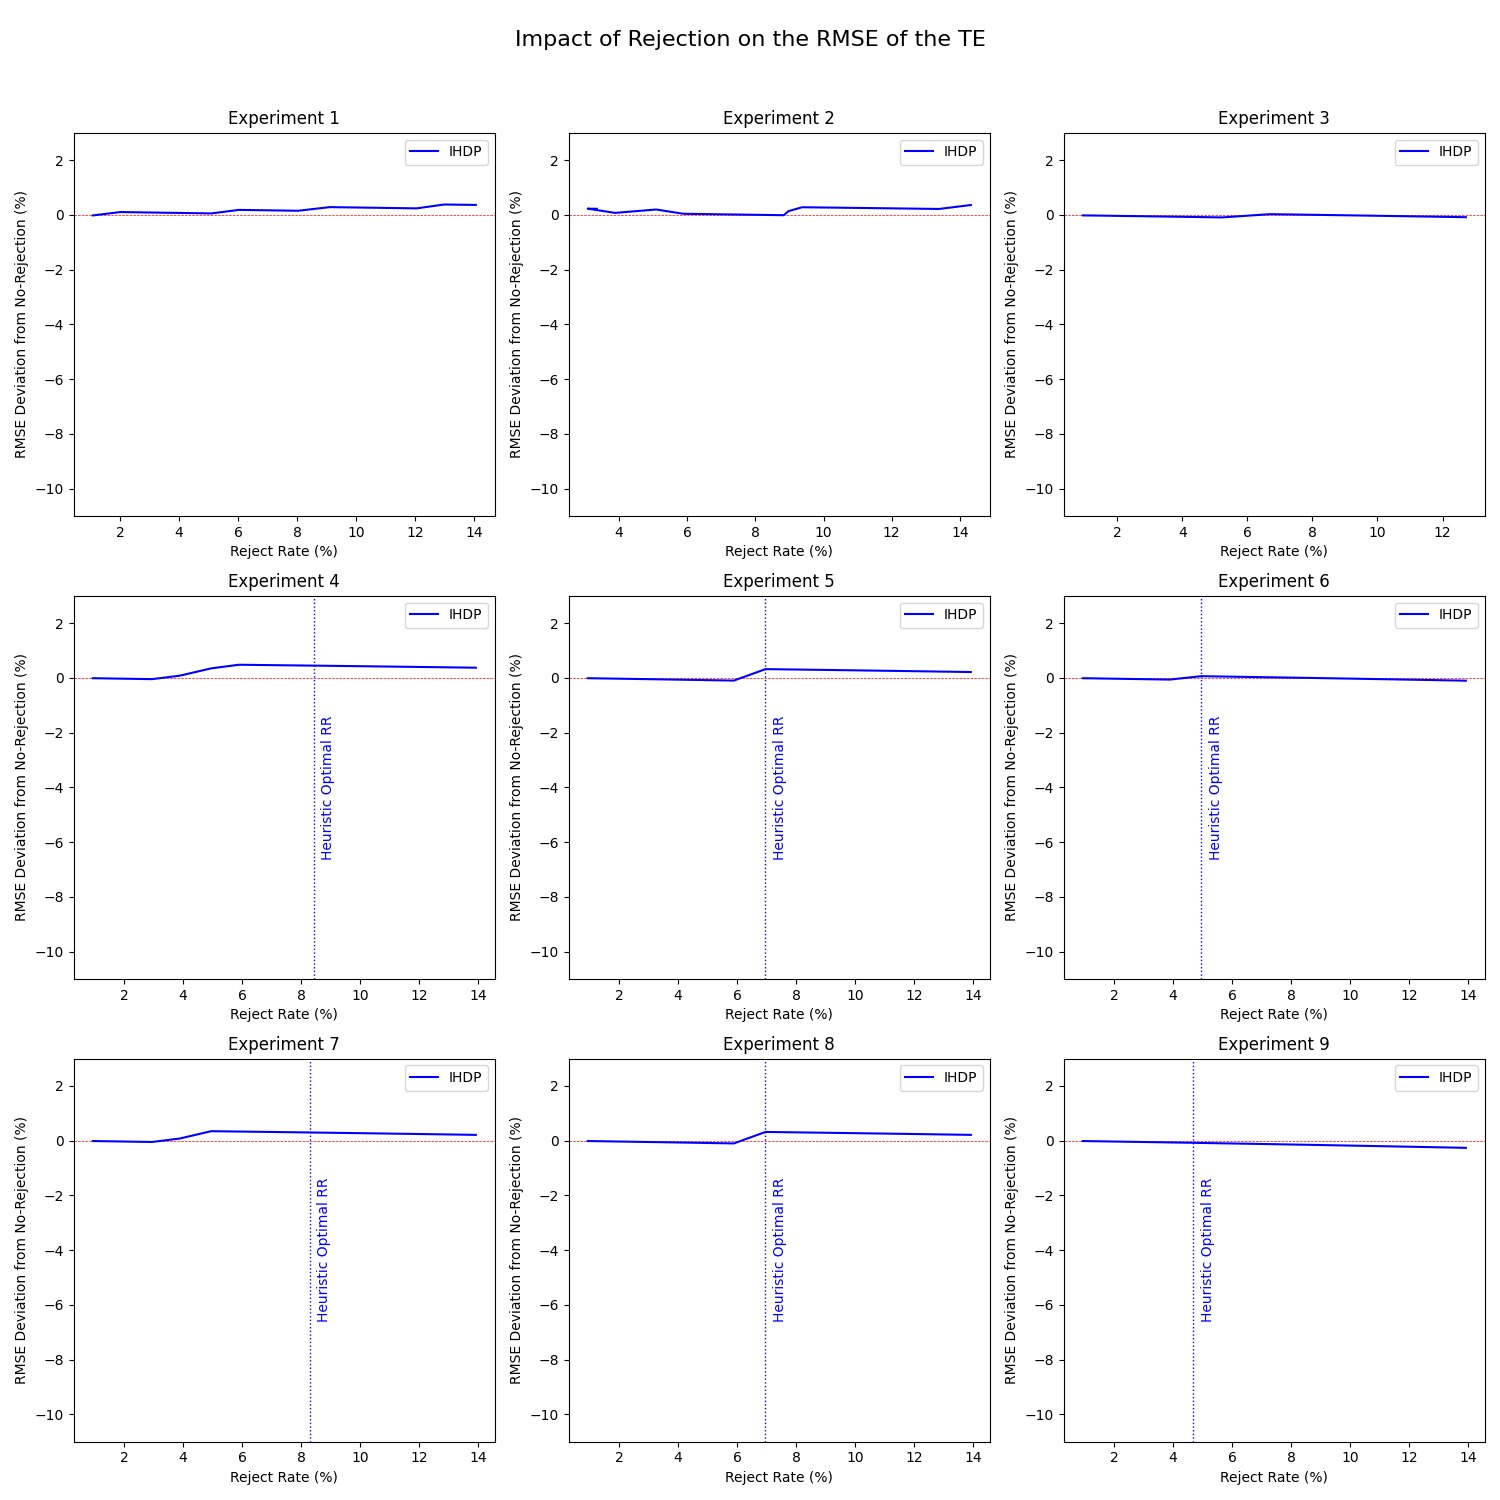 Impact of Rejection on the RMSE of the TE
Experiment 1
IHDP
RMSE Deviation from No-Rejection (%)
2
0
−2
−4
−6
−8
−10
2 4 6 8 10 12 14
Reject Rate (%)
Experiment 2
IHDP
RMSE Deviation from No-Rejection (%)
2
0
−2
−4
−6
−8
−10
4 6 8 10 12 14
Reject Rate (%)
Experiment 3
IHDP
RMSE Deviation from No-Rejection (%)
2
0
−2
−4
−6
−8
−10
2 4 6 8 10 12
Reject Rate (%)
Experiment 4
IHDP
RMSE Deviation from No-Rejection (%)
2
0
−2
−4
−6
−8
−10
Heuristic Optimal RR
2 4 6 8 10 12 14
Reject Rate (%)
Experiment 5
IHDP
RMSE Deviation from No-Rejection (%)
2
0
−2
−4
−6
−8
−10
Heuristic Optimal RR
2 4 6 8 10 12 14
Reject Rate (%)
Experiment 6
IHDP
RMSE Deviation from No-Rejection (%)
2
0
−2
−4
−6
−8
−10
Heuristic Optimal RR
2 4 6 8 10 12 14
Reject Rate (%)
Experiment 7
IHDP
RMSE Deviation from No-Rejection (%)
2
0
−2
−4
−6
−8
−10
Heuristic Optimal RR
2 4 6 8 10 12 14
Reject Rate (%)
Experiment 8
IHDP
RMSE Deviation from No-Rejection (%)
2
0
−2
−4
−6
−8
−10
Heuristic Optimal RR
2 4 6 8 10 12 14
Reject Rate (%)
Experiment 9
IHDP
RMSE Deviation from No-Rejection (%)
2
0
−2
−4
−6
−8
−10
Heuristic Optimal RR
2 4 6 8 10 12 14
Reject Rate (%)